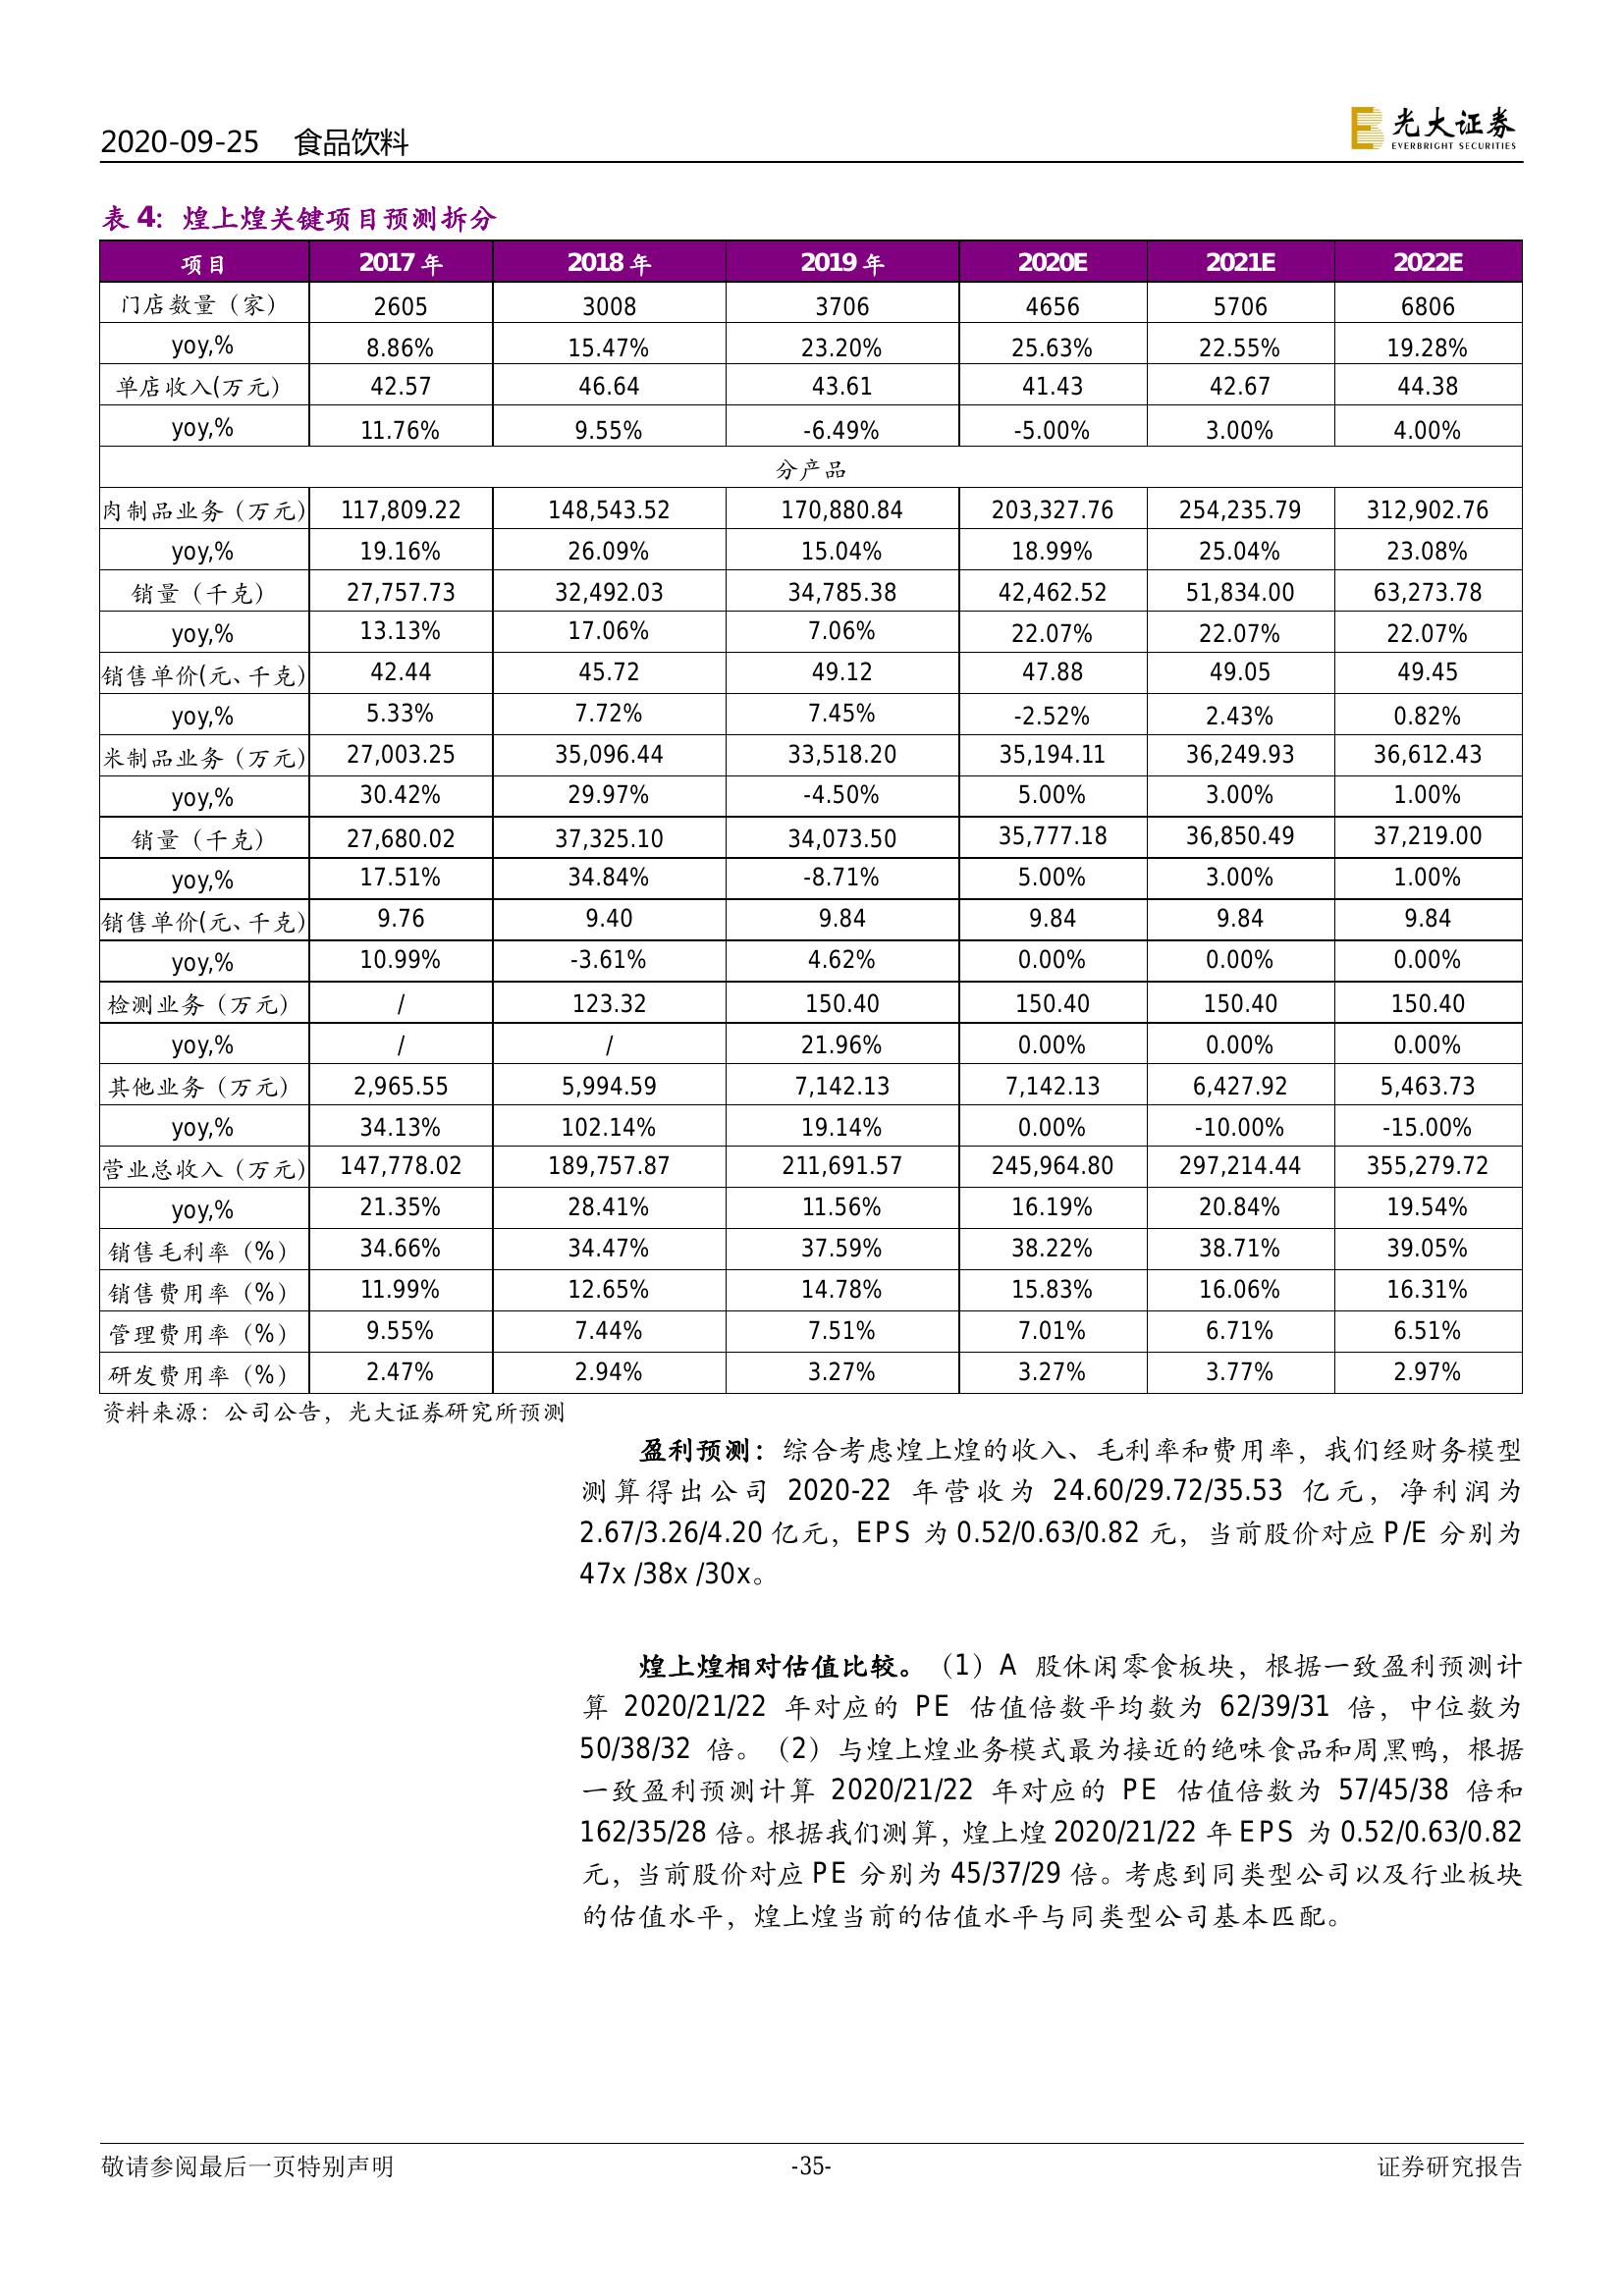 2020-09-25 食品饮料
光大证券
EVERBRIGHT SECURITIES
表 4：煌上煌关键项目预测拆分
项目 2017 年 2018 年 2019 年 2020E 2021E 2022E
门店数量（家） 2605 3008 3706 4656 5706 6806
yoy,% 8.86% 15.47% 23.20% 25.63% 22.55% 19.28%
单店收入(万元) 42.57 46.64 43.61 41.43 42.67 44.38
yoy,% 11.76% 9.55% -6.49% -5.00% 3.00% 4.00%
分产品
肉制品业务（万元） 117,809.22 148,543.52 170,880.84 203,327.76 254,235.79 312,902.76
yoy,% 19.16% 26.09% 15.04% 18.99% 25.04% 23.08%
销量（千克） 27,757.73 32,492.03 34,785.38 42,462.52 51,834.00 63,273.78
yoy,% 13.13% 17.06% 7.06% 22.07% 22.07% 22.07%
销售单价(元、千克) 42.44 45.72 49.12 47.88 49.05 49.45
yoy,% 5.33% 7.72% 7.45% -2.52% 2.43% 0.82%
米制品业务（万元） 27,003.25 35,096.44 33,518.20 35,194.11 36,249.93 36,612.43
yoy,% 30.42% 29.97% -4.50% 5.00% 3.00% 1.00%
销量（千克） 27,680.02 37,325.10 34,073.50 35,777.18 36,850.49 37,219.00
yoy,% 17.51% 34.84% -8.71% 5.00% 3.00% 1.00%
销售单价(元、千克) 9.76 9.40 9.84 9.84 9.84 9.84
yoy,% 10.99% -3.61% 4.62% 0.00% 0.00% 0.00%
检测业务（万元） / 123.32 150.40 150.40 150.40 150.40
yoy,% / / 21.96% 0.00% 0.00% 0.00%
其他业务（万元） 2,965.55 5,994.59 7,142.13 7,142.13 6,427.92 5,463.73
yoy,% 34.13% 102.14% 19.14% 0.00% -10.00% -15.00%
营业总收入（万元） 147,778.02 189,757.87 211,691.57 245,964.80 297,214.44 355,279.72
yoy,% 21.35% 28.41% 11.56% 16.19% 20.84% 19.54%
销售毛利率（%） 34.66% 34.47% 37.59% 38.22% 38.71% 39.05%
销售费用率（%） 11.99% 12.65% 14.78% 15.83% 16.06% 16.31%
管理费用率（%） 9.55% 7.44% 7.51% 7.01% 6.71% 6.51%
研发费用率（%） 2.47% 2.94% 3.27% 3.27% 3.77% 2.97%
资料来源：公司公告，光大证券研究所预测
盈利预测：综合考虑煌上煌的收入、毛利率和费用率，我们经财务模型
测算得出公司 2020-22 年营收为 24.60/29.72/35.53 亿元，净利润为
2.67/3.26/4.20 亿元，EPS 为 0.52/0.63/0.82 元，当前股价对应 P/E 分别为
47x /38x /30x。
煌上煌相对估值比较。（1）A 股休闲零食板块，根据一致盈利预测计
算 2020/21/22 年对应的 PE 估值倍数平均数为 62/39/31 倍，中位数为
50/38/32 倍。（2）与煌上煌业务模式最为接近的绝味食品和周黑鸭，根据
一致盈利预测计算 2020/21/22 年对应的 PE 估值倍数为 57/45/38 倍和
162/35/28 倍。根据我们测算，煌上煌 2020/21/22 年 EPS 为 0.52/0.63/0.82
元，当前股价对应 PE 分别为 45/37/29 倍。考虑到同类型公司以及行业板块
的估值水平，煌上煌当前的估值水平与同类型公司基本匹配。
敬请参阅最后一页特别声明 -35- 证券研究报告